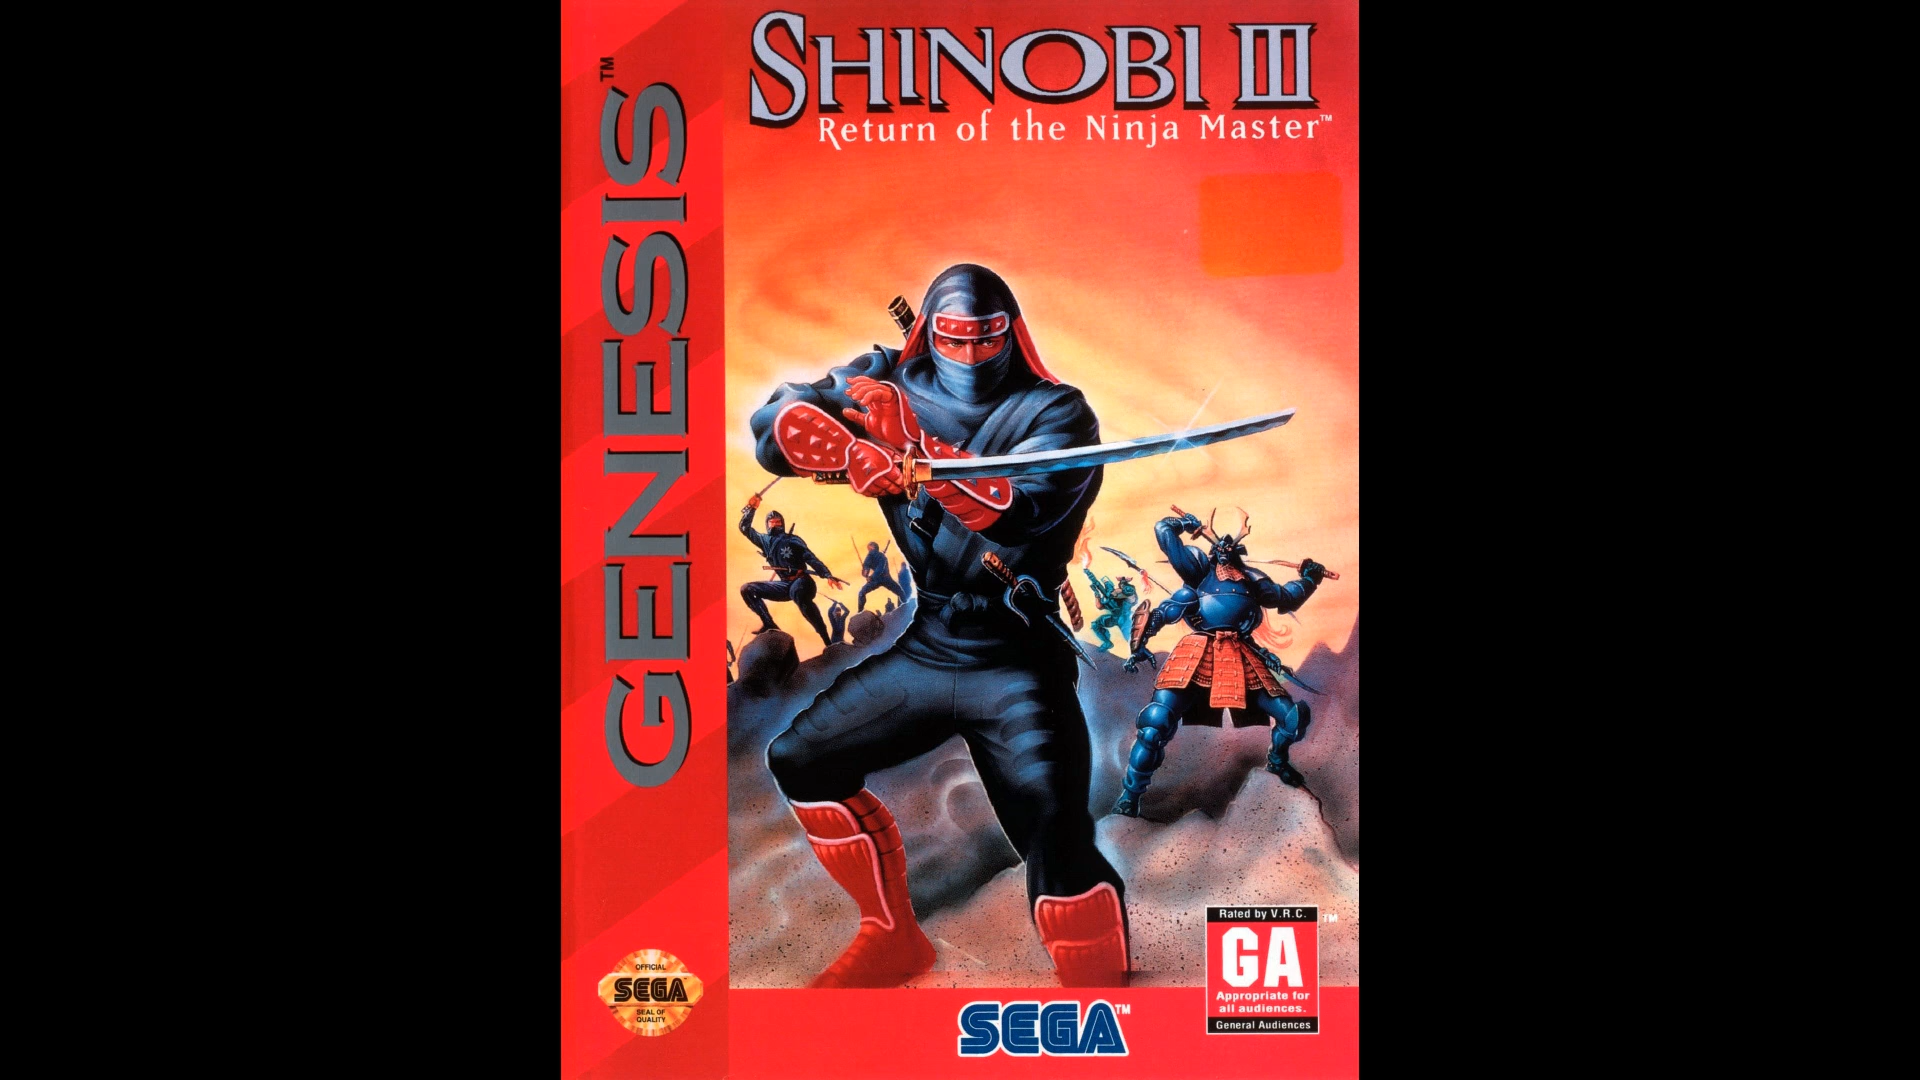 SHINOBI III
Return of the Ninja Master™
GENESIS™
OFFICIAL
SEGA
SEAL OF
QUALITY
SEGA™
Rated by V.R.C. ™
GA
Appropriate for
all audiences.
General Audiences